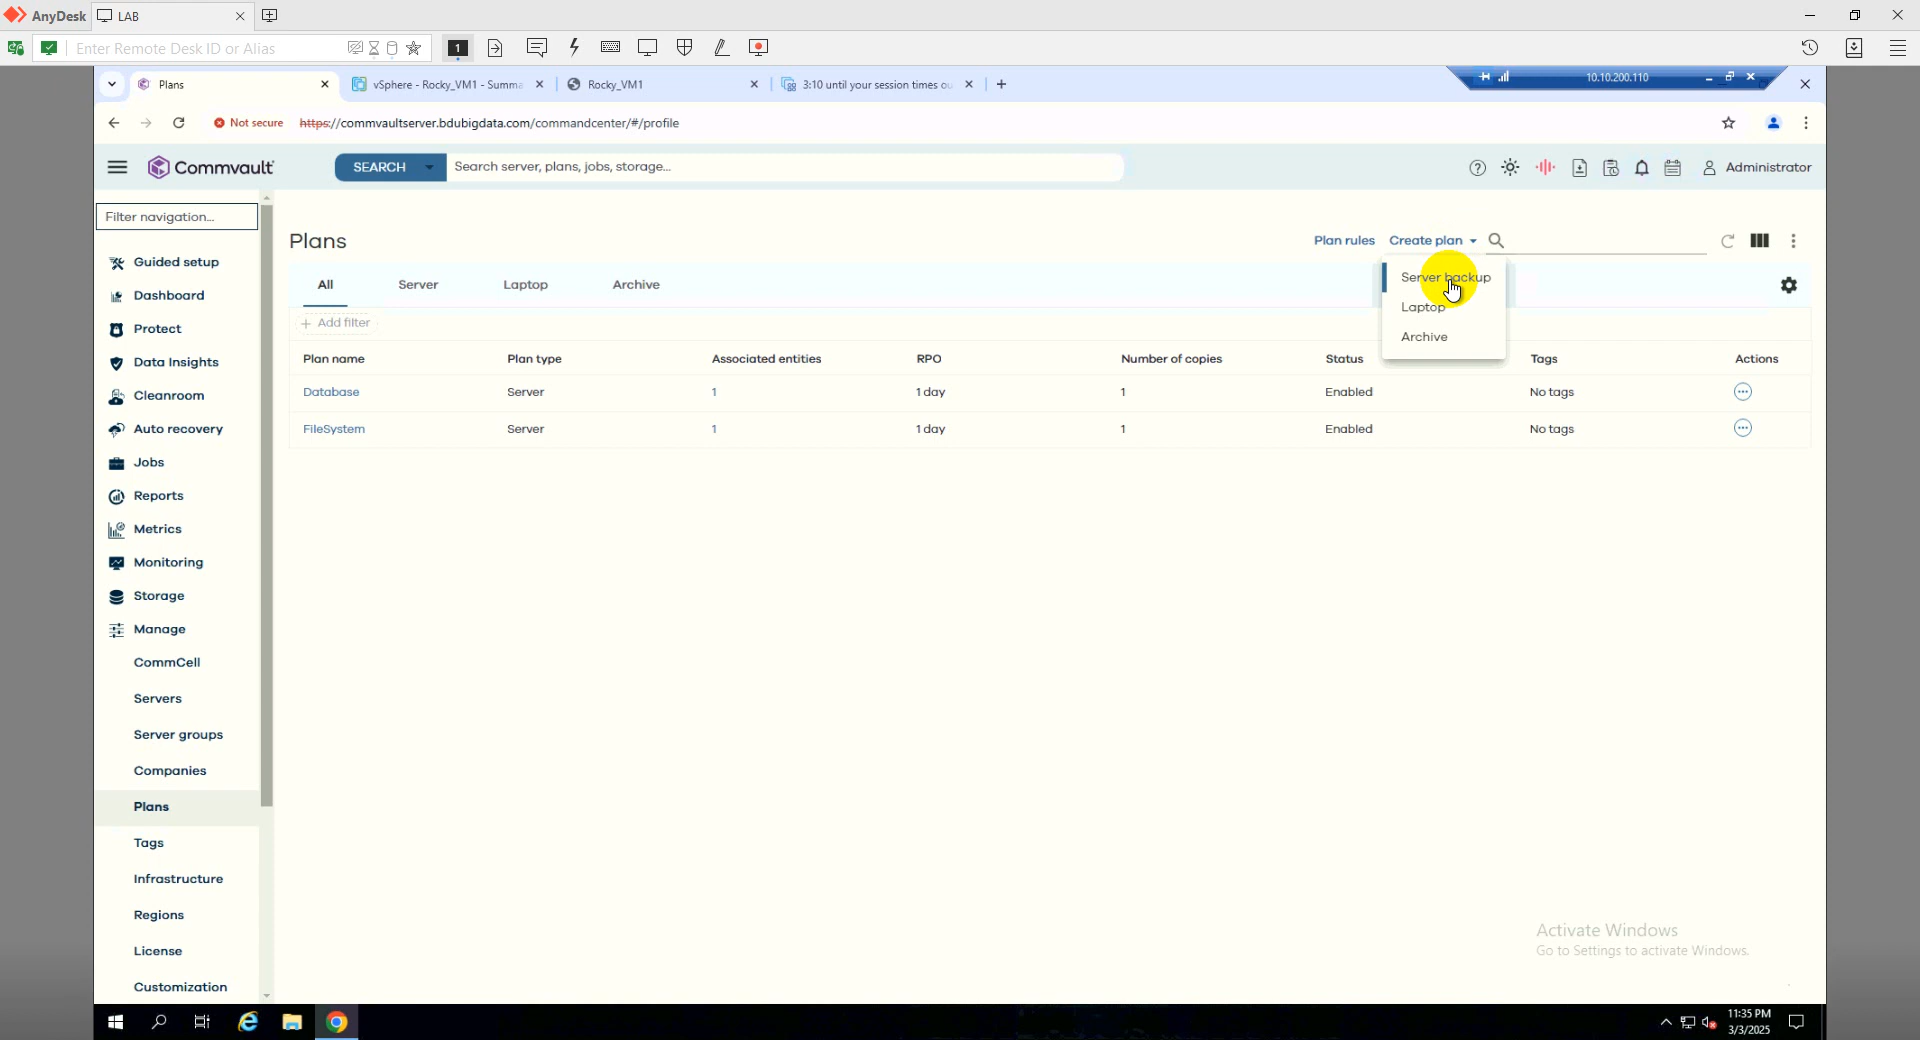 AnyDesk
LAB
Enter Remote Desk ID or Alias
1
Plans
vSphere - Rocky_VM1 - Summa
Rocky_VM1
3:10 until your session times ou
10.10.200.110
Not secure
https://commvaultserver.bdubigdata.com/commandcenter/#/profile
Commvault
SEARCH
Search server, plans, jobs, storage...
Administrator
Filter navigation...
Guided setup
Dashboard
Protect
Data Insights
Cleanroom
Auto recovery
Jobs
Reports
Metrics
Monitoring
Storage
Manage
CommCell
Servers
Server groups
Companies
Plans
Tags
Infrastructure
Regions
License
Customization
Plans
Plan rules Create plan
Server backup
Laptop
Archive
All Server Laptop Archive
+ Add filter
Plan name Plan type Associated entities RPO Number of copies Status Tags Actions
Database Server 1 1 day 1 Enabled No tags
FileSystem Server 1 1 day 1 Enabled No tags
Activate Windows
Go to Settings to activate Windows.
11:35 PM
3/3/2025